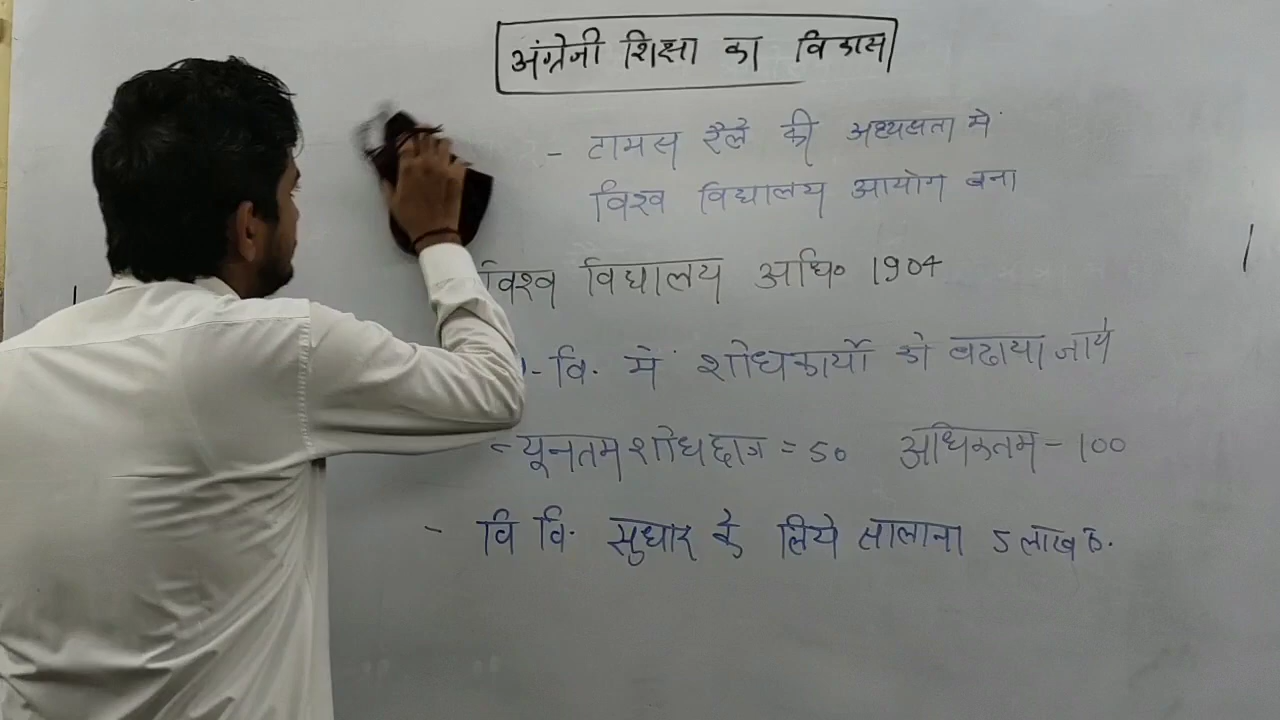 अंग्रेजी शिक्षा का विकास
- टामस रैले की अध्यक्षता में
विश्व विद्यालय आयोग बना
विश्व विद्यालय अधि० 1904
-वि. में शोधकार्यो को बढाया जाये
न्यूनतम शोधछात्र = 50 अधिकतम - 100
- वि वि. सुधार के लिये सालाना 5 लाख रु.